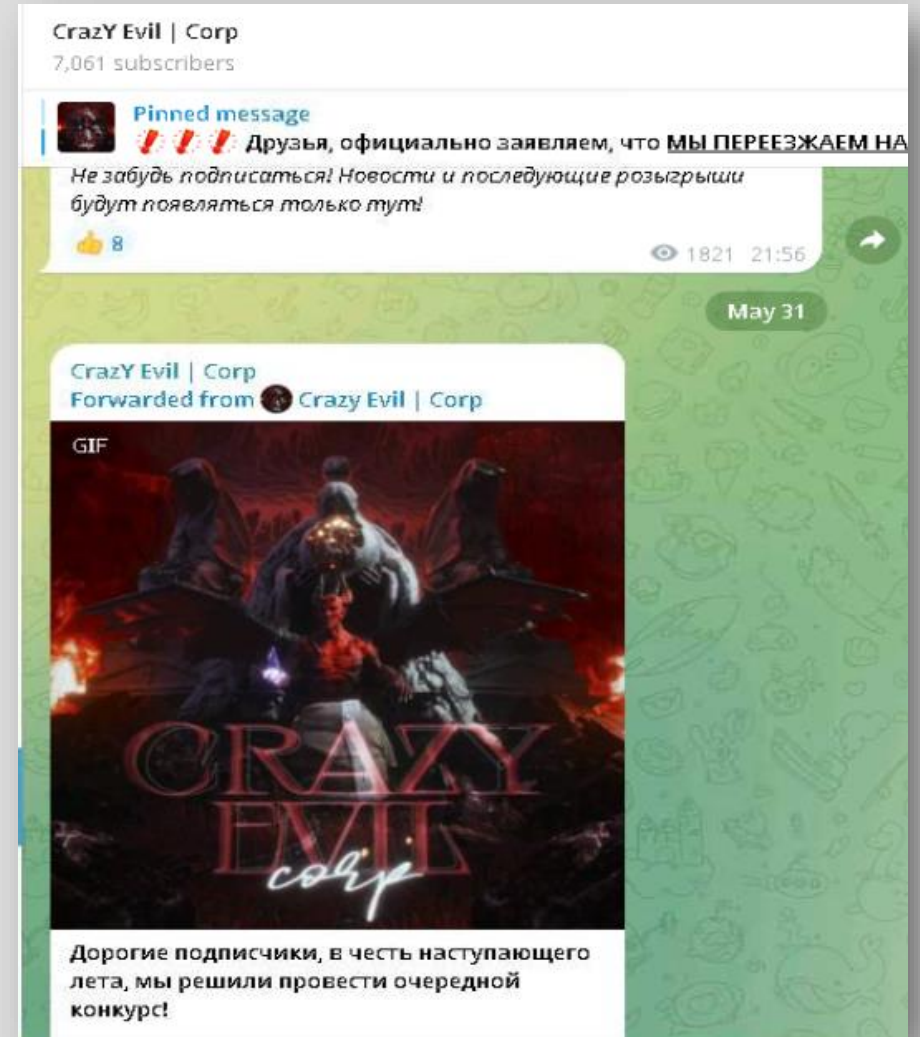 CrazY Evil | Corp
7,061 subscribers
Pinned message
❗❗❗ Друзья, официально заявляем, что МЫ ПЕРЕЕЗЖАЕМ НА
Не забудь подписаться! Новости и последующие розыгрыши
будут появляться только тут!
👍 8
1821 21:56
May 31
CrazY Evil | Corp
Forwarded from Crazy Evil | Corp
GIF
CRAZY
EVIL
corp
Дорогие подписчики, в честь наступающего
лета, мы решили провести очередной
конкурс!